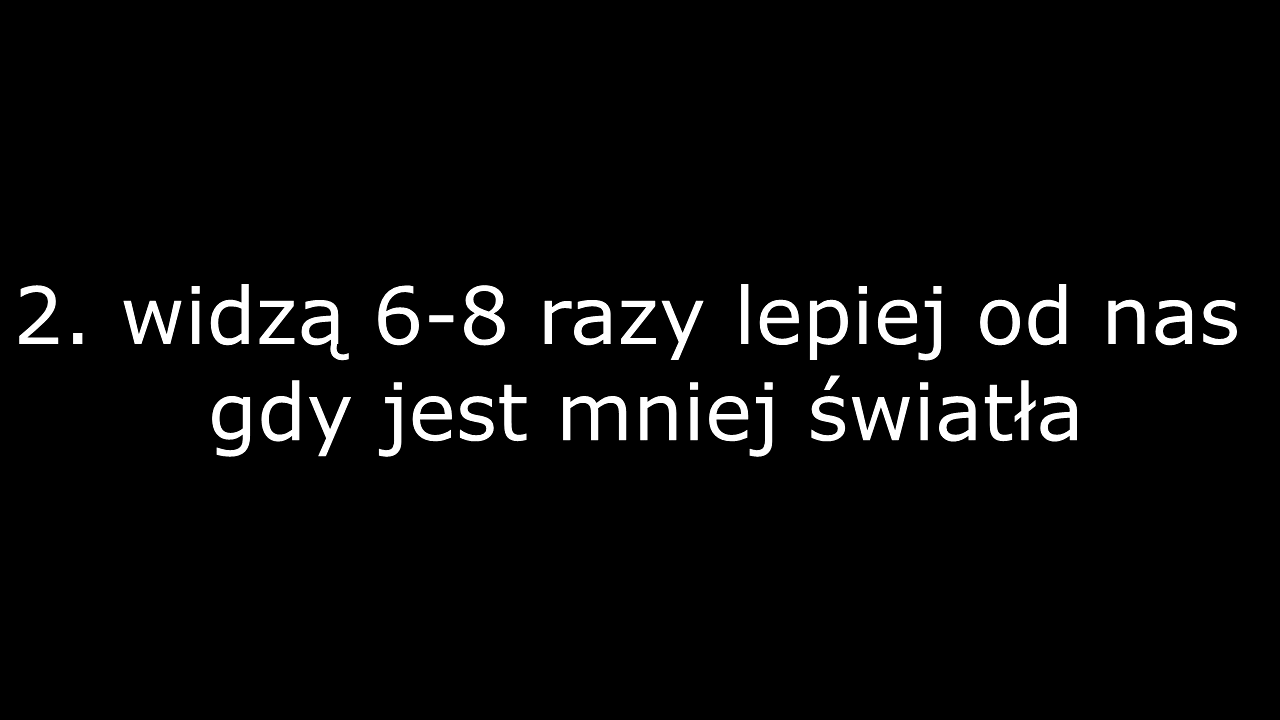 2. widzą 6-8 razy lepiej od nas
gdy jest mniej światła